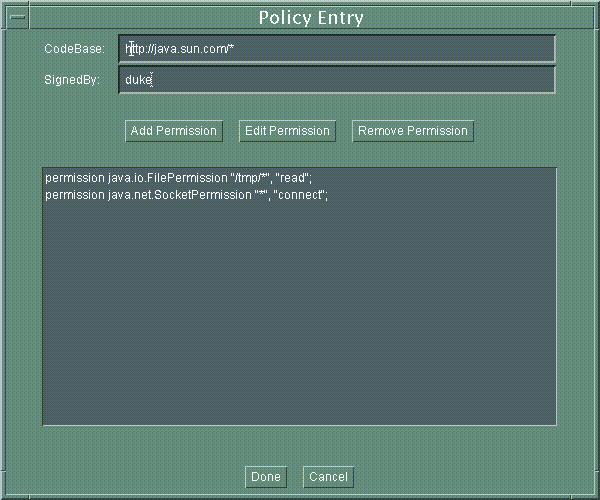 Policy Entry
CodeBase: http://java.sun.com/*
SignedBy: duke
Add Permission Edit Permission Remove Permission
permission java.io.FilePermission "/tmp/*", "read";
permission java.net.SocketPermission "*", "connect";
Done Cancel